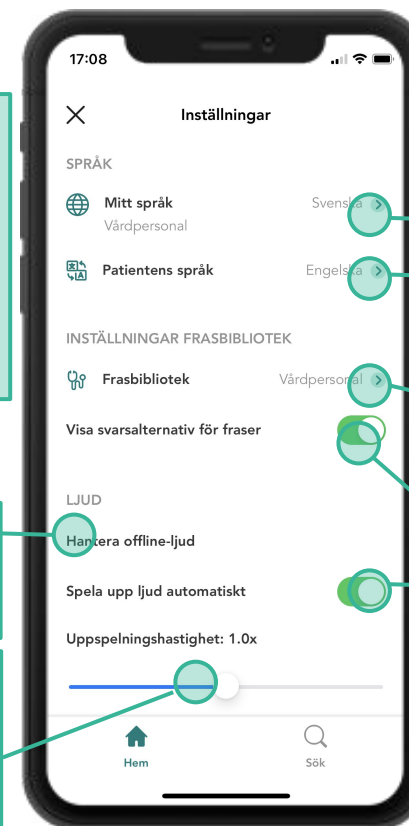 17:08
Inställningar
SPRÅK
Mitt språk
Svenska
Vårdpersonal
Patientens språk
Engelska
INSTÄLLNINGAR FRASBIBLIOTEK
Frasbibliotek
Vårdpersonal
Visa svarsalternativ för fraser
LJUD
Hantera offline-ljud
Spela upp ljud automatiskt
Uppspelningshastighet: 1.0x
Hem
Sök